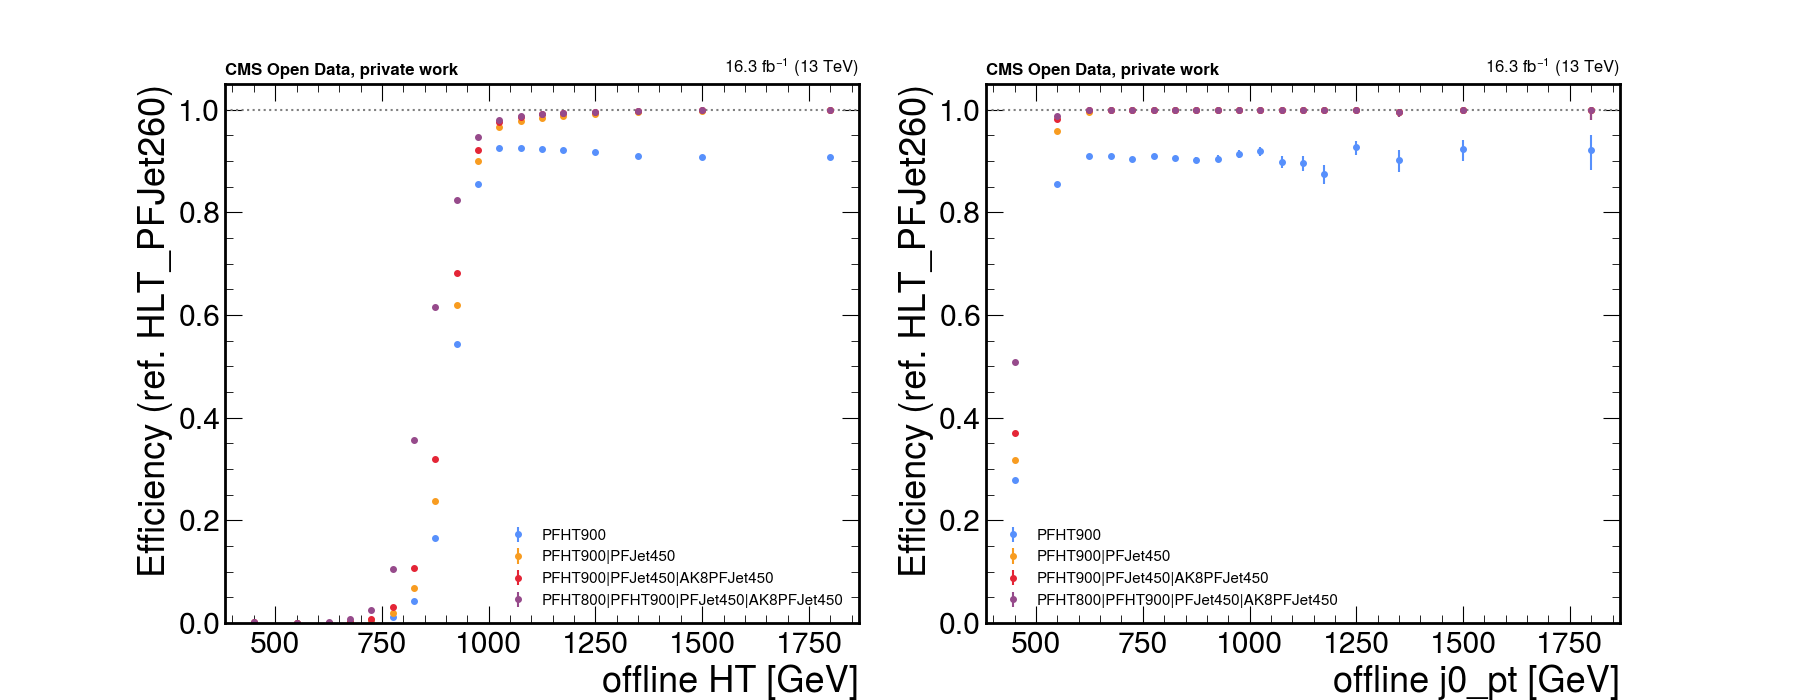 CMS Open Data, private work
16.3 fb⁻¹ (13 TeV)
Efficiency (ref. HLT_PFJet260)
1.0
0.8
0.6
0.4
0.2
0.0
PFHT900
PFHT900|PFJet450
PFHT900|PFJet450|AK8PFJet450
PFHT800|PFHT900|PFJet450|AK8PFJet450
500 750 1000 1250 1500 1750
offline HT [GeV]
CMS Open Data, private work
16.3 fb⁻¹ (13 TeV)
Efficiency (ref. HLT_PFJet260)
1.0
0.8
0.6
0.4
0.2
0.0
PFHT900
PFHT900|PFJet450
PFHT900|PFJet450|AK8PFJet450
PFHT800|PFHT900|PFJet450|AK8PFJet450
500 750 1000 1250 1500 1750
offline j0_pt [GeV]